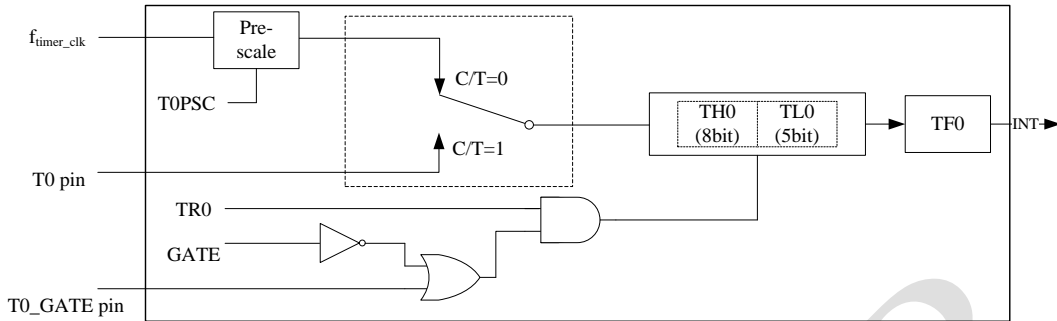 f_timer_clk
Pre-
scale
T0PSC
C/T=0
C/T=1
TH0
(8bit)
TL0
(5bit)
TF0
INT
T0 pin
TR0
GATE
T0_GATE pin